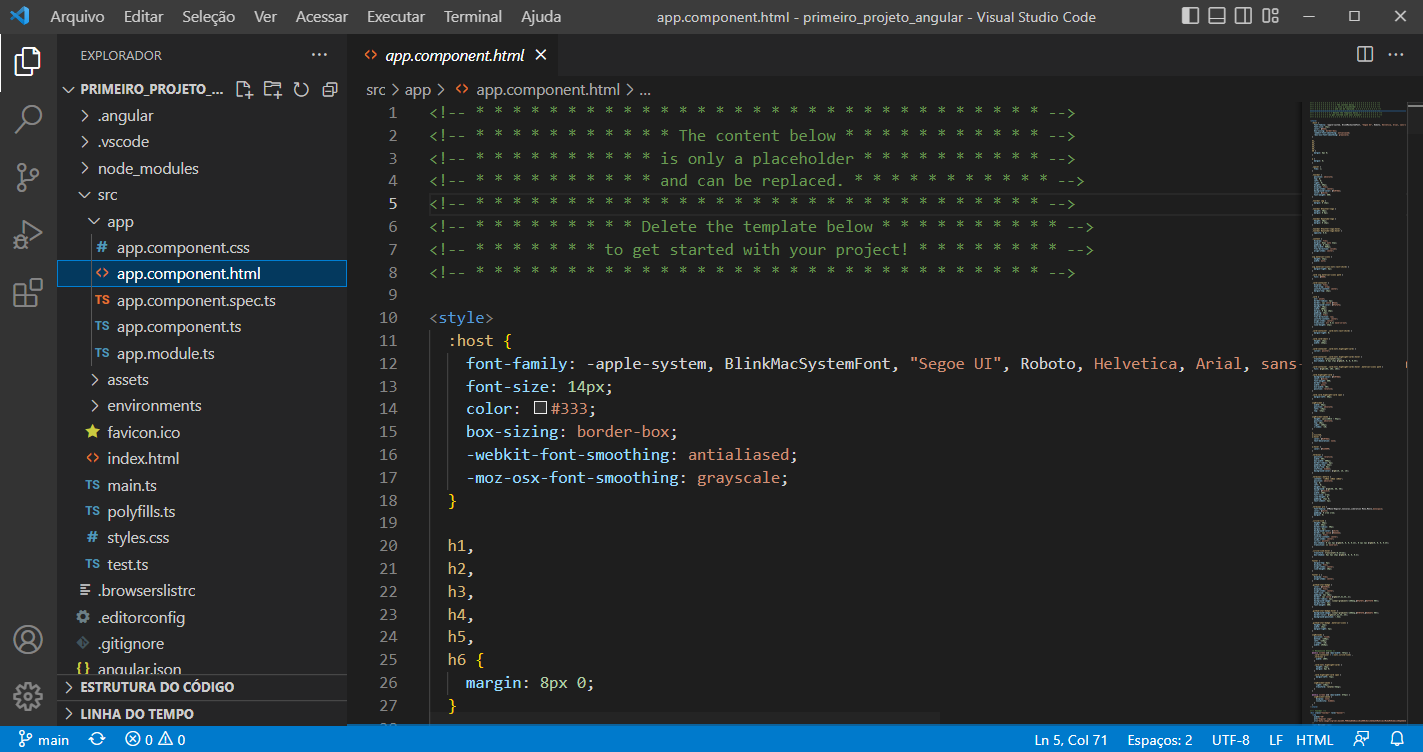 Arquivo Editar Seleção Ver Acessar Executar Terminal Ajuda
app.component.html - primeiro_projeto_angular - Visual Studio Code
EXPLORADOR
PRIMEIRO_PROJETO_...
.angular
.vscode
node_modules
src
app
# app.component.css
<> app.component.html
TS app.component.spec.ts
TS app.component.ts
TS app.module.ts
assets
environments
favicon.ico
<> index.html
TS main.ts
TS polyfills.ts
# styles.css
TS test.ts
.browserslistrc
.editorconfig
.gitignore
{} angular.json
ESTRUTURA DO CÓDIGO
LINHA DO TEMPO
<> app.component.html
src > app > <> app.component.html > ...
1 <!-- * * * * * * * * * * * * * * * * * * * * * * * * * * * * * * * -->
2 <!-- * * * * * * * * * * * The content below * * * * * * * * * * * -->
3 <!-- * * * * * * * * * * is only a placeholder * * * * * * * * * * -->
4 <!-- * * * * * * * * * * and can be replaced. * * * * * * * * * * * -->
5 <!-- * * * * * * * * * * * * * * * * * * * * * * * * * * * * * * * -->
6 <!-- * * * * * * * * * Delete the template below * * * * * * * * * * -->
7 <!-- * * * * * * * to get started with your project! * * * * * * * * -->
8 <!-- * * * * * * * * * * * * * * * * * * * * * * * * * * * * * * * -->
9
10 <style>
11 :host {
12 font-family: -apple-system, BlinkMacSystemFont, "Segoe UI", Roboto, Helvetica, Arial, sans-
13 font-size: 14px;
14 color: #333;
15 box-sizing: border-box;
16 -webkit-font-smoothing: antialiased;
17 -moz-osx-font-smoothing: grayscale;
18 }
19
20 h1,
21 h2,
22 h3,
23 h4,
24 h5,
25 h6 {
26 margin: 8px 0;
27 }
main 0 0
Ln 5, Col 71 Espaços: 2 UTF-8 LF HTML